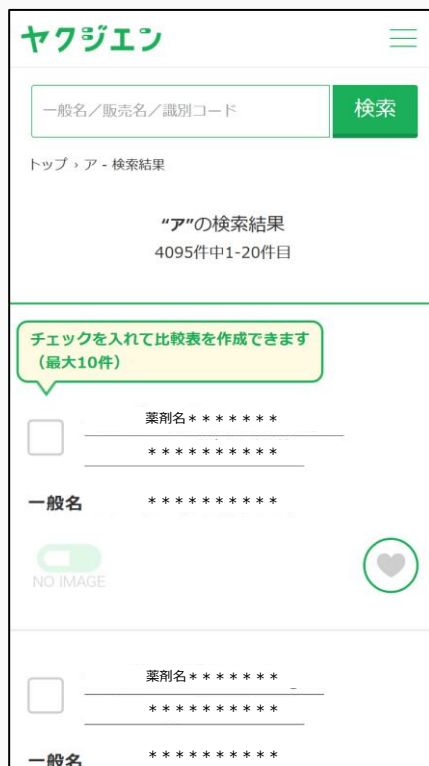 ヤクジエン
一般名／販売名／識別コード
検索
トップ › ア - 検索結果
“ア”の検索結果
4095件中1-20件目
チェックを入れて比較表を作成できます
（最大10件）
薬剤名＊＊＊＊＊＊＊
＊＊＊＊＊＊＊＊＊＊
一般名 ＊＊＊＊＊＊＊＊＊＊
NO IMAGE
薬剤名＊＊＊＊＊＊＊
＊＊＊＊＊＊＊＊＊＊
一般名 ＊＊＊＊＊＊＊＊＊＊